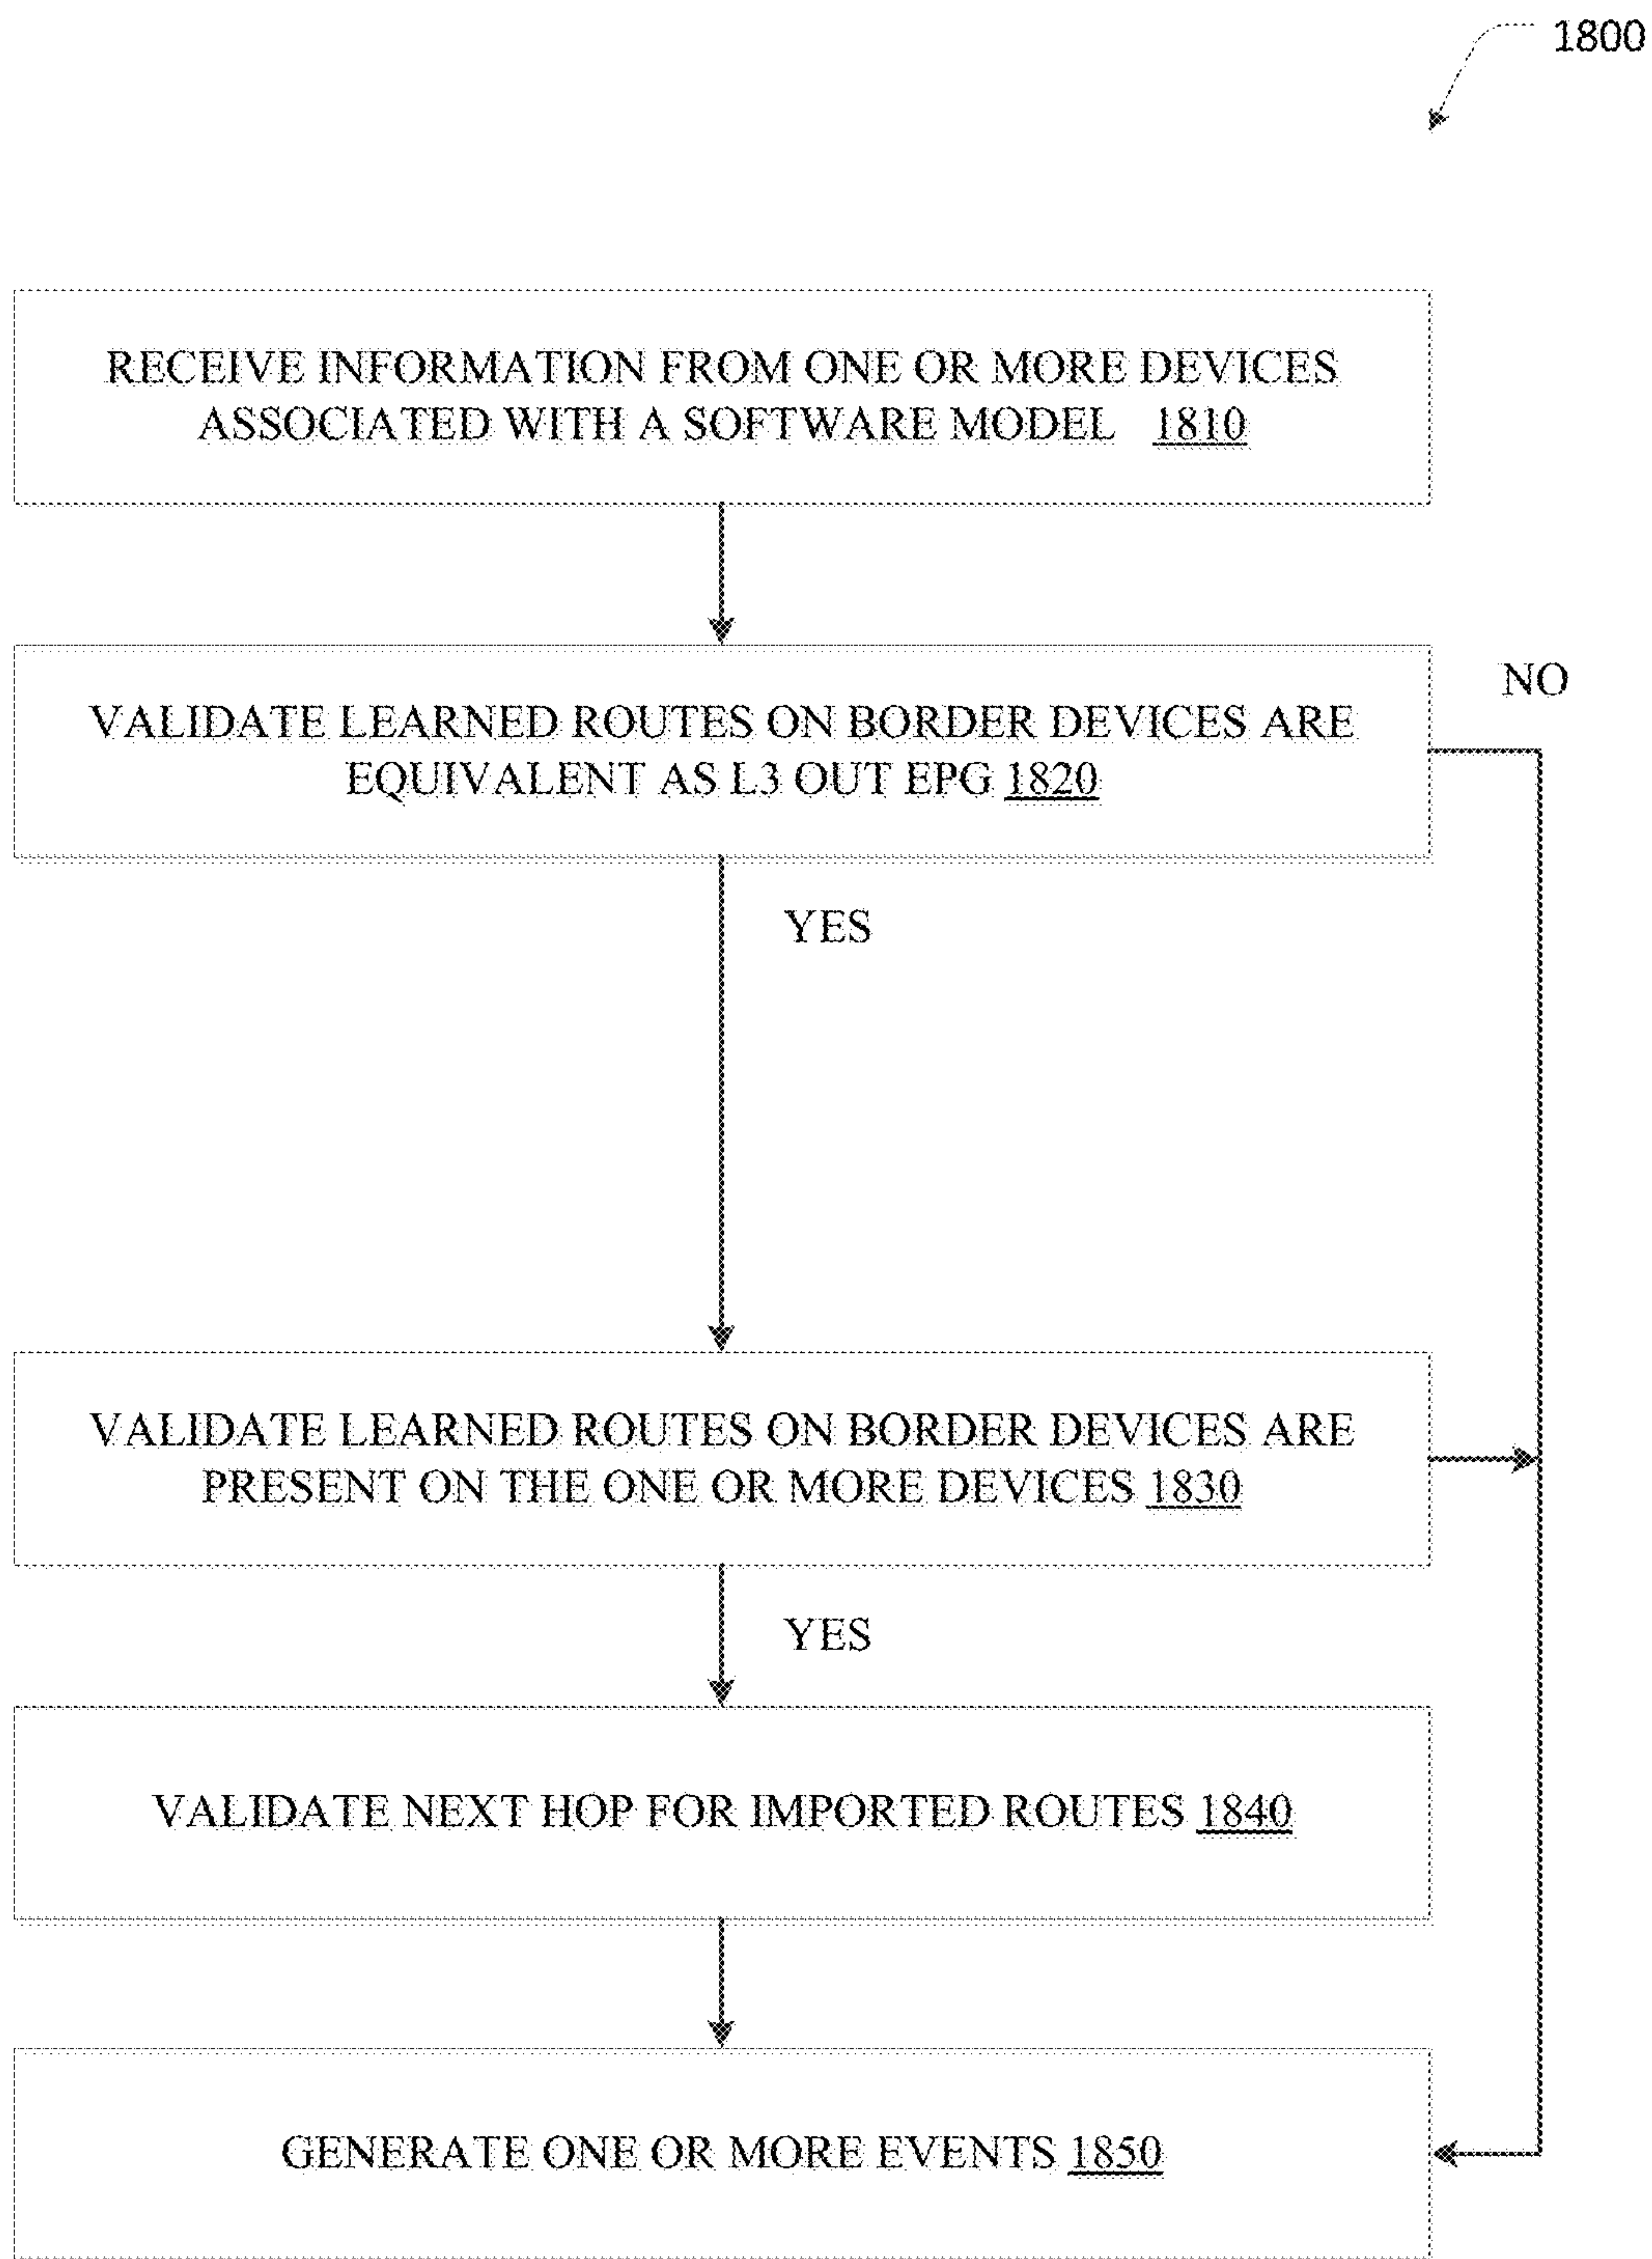 1800
RECEIVE INFORMATION FROM ONE OR MORE DEVICES
ASSOCIATED WITH A SOFTWARE MODEL 1810
NO
VALIDATE LEARNED ROUTES ON BORDER DEVICES ARE
EQUIVALENT AS L3 OUT EPG 1820
YES
VALIDATE LEARNED ROUTES ON BORDER DEVICES ARE
PRESENT ON THE ONE OR MORE DEVICES 1830
YES
VALIDATE NEXT HOP FOR IMPORTED ROUTES 1840
GENERATE ONE OR MORE EVENTS 1850